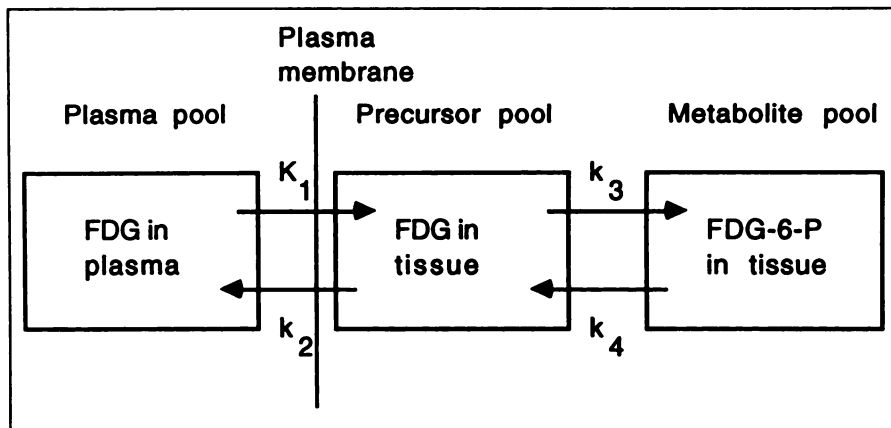 Plasma
membrane
Plasma pool
Precursor pool
Metabolite pool
K1
k3
FDG in
plasma
FDG in
tissue
FDG-6-P
in tissue
k2
k4